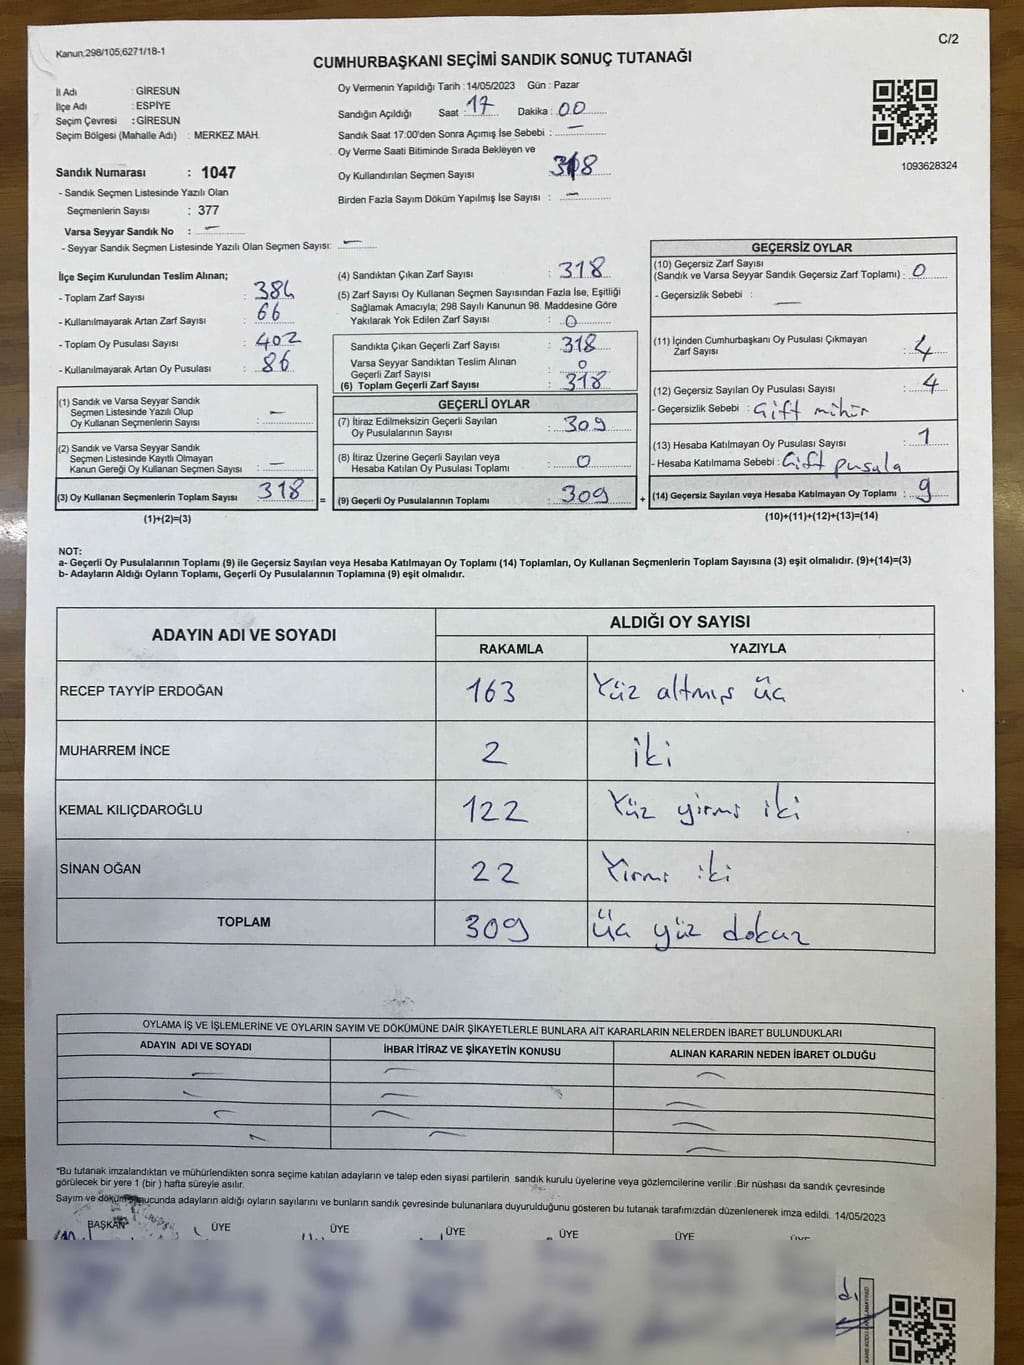 Kanun;298/105;6271/18-1
C/2
CUMHURBAŞKANI SEÇİMİ SANDIK SONUÇ TUTANAĞI
İl Adı : GİRESUN
İlçe Adı : ESPİYE
Seçim Çevresi : GİRESUN
Seçim Bölgesi (Mahalle Adı) : MERKEZ MAH.
Sandık Numarası : 1047
- Sandık Seçmen Listesinde Yazılı Olan
Seçmenlerin Sayısı : 377
Varsa Seyyar Sandık No : —
- Seyyar Sandık Seçmen Listesinde Yazılı Olan Seçmen Sayısı: —
Oy Vermenin Yapıldığı Tarih : 14/05/2023 Gün : Pazar
Sandığın Açıldığı Saat 17 Dakika : 00
Sandık Saat 17:00'den Sonra Açımış İse Sebebi : —
Oy Verme Saati Bitiminde Sırada Bekleyen ve
Oy Kullandırılan Seçmen Sayısı 318
Birden Fazla Sayım Döküm Yapılmış İse Sayısı : —
1093628324
İlçe Seçim Kurulundan Teslim Alınan;
- Toplam Zarf Sayısı : 384
- Kullanılmayarak Artan Zarf Sayısı : 66
- Toplam Oy Pusulası Sayısı : 402
- Kullanılmayarak Artan Oy Pusulası : 86
(1) Sandık ve Varsa Seyyar Sandık
Seçmen Listesinde Yazılı Olup
Oy Kullanan Seçmenlerin Sayısı : —
(2) Sandık ve Varsa Seyyar Sandık
Seçmen Listesinde Kayıtlı Olmayan
Kanun Gereği Oy Kullanan Seçmen Sayısı : —
(3) Oy Kullanan Seçmenlerin Toplam Sayısı 318 =
(1)+(2)=(3)
(4) Sandıktan Çıkan Zarf Sayısı : 318
(5) Zarf Sayısı Oy Kullanan Seçmen Sayısından Fazla İse, Eşitliği
Sağlamak Amacıyla; 298 Sayılı Kanunun 98. Maddesine Göre
Yakılarak Yok Edilen Zarf Sayısı : 0
Sandıkta Çıkan Geçerli Zarf Sayısı : 318
Varsa Seyyar Sandıktan Teslim Alınan
Geçerli Zarf Sayısı : 0
(6) Toplam Geçerli Zarf Sayısı : 318
GEÇERLİ OYLAR
(7) İtiraz Edilmeksizin Geçerli Sayılan
Oy Pusulalarının Sayısı : 309
(8) İtiraz Üzerine Geçerli Sayılan veya
Hesaba Katılan Oy Pusulası Toplamı : 0
(9) Geçerli Oy Pusulalarının Toplamı : 309 +
GEÇERSİZ OYLAR
(10) Geçersiz Zarf Sayısı
(Sandık ve Varsa Seyyar Sandık Geçersiz Zarf Toplamı) : 0
- Geçersizlik Sebebi : —
(11) İçinden Cumhurbaşkanı Oy Pusulası Çıkmayan
Zarf Sayısı : 4
(12) Geçersiz Sayılan Oy Pusulası Sayısı : 4
- Geçersizlik Sebebi : Çift mühür
(13) Hesaba Katılmayan Oy Pusulası Sayısı : 1
- Hesaba Katılmama Sebebi : Çift pusula
(14) Geçersiz Sayılan veya Hesaba Katılmayan Oy Toplamı : 9
(10)+(11)+(12)+(13)=(14)
NOT:
a- Geçerli Oy Pusulalarının Toplamı (9) ile Geçersiz Sayılan veya Hesaba Katılmayan Oy Toplamı (14) Toplamları, Oy Kullanan Seçmenlerin Toplam Sayısına (3) eşit olmalıdır. (9)+(14)=(3)
b- Adayların Aldığı Oyların Toplamı, Geçerli Oy Pusulalarının Toplamına (9) eşit olmalıdır.
ADAYIN ADI VE SOYADI ALDIĞI OY SAYISI
RAKAMLA YAZIYLA
RECEP TAYYİP ERDOĞAN 163 Yüz altmış üç
MUHARREM İNCE 2 iki
KEMAL KILIÇDAROĞLU 122 Yüz yirmi iki
SİNAN OĞAN 22 Yirmi iki
TOPLAM 309 Üç yüz dokuz
OYLAMA İŞ VE İŞLEMLERİNE VE OYLARIN SAYIM VE DÖKÜMÜNE DAİR ŞİKAYETLERLE BUNLARA AİT KARARLARIN NELERDEN İBARET BULUNDUKLARI
ADAYIN ADI VE SOYADI İHBAR İTİRAZ VE ŞİKAYETİN KONUSU ALINAN KARARIN NEDEN İBARET OLDUĞU
*Bu tutanak imzalandıktan ve mühürlendikten sonra seçime katılan adayların ve talep eden siyasi partilerin sandık kurulu üyelerine veya gözlemcilerine verilir .Bir nüshası da sandık çevresinde
görülecek bir yere 1 (bir ) hafta süreyle asılır.
Sayım ve döküm sonucunda adayların aldığı oyların sayılarını ve bunların sandık çevresinde bulunanlara duyurulduğunu gösteren bu tutanak tarafımızdan düzenlenerek imza edildi. 14/05/2023
BAŞKAN ÜYE ÜYE ÜYE ÜYE ÜYE ÜYE